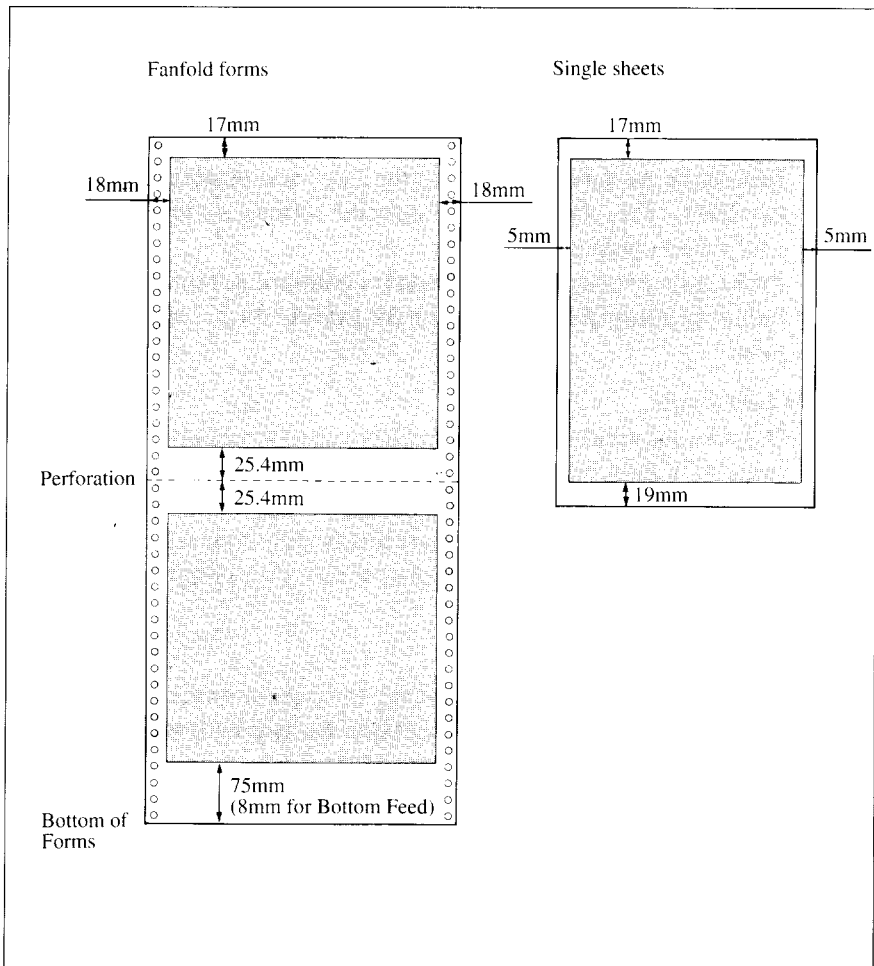 Fanfold forms
17mm
18mm
18mm
25.4mm
Perforation
25.4mm
75mm
(8mm for Bottom Feed)
Bottom of
Forms
Single sheets
17mm
5mm
5mm
19mm